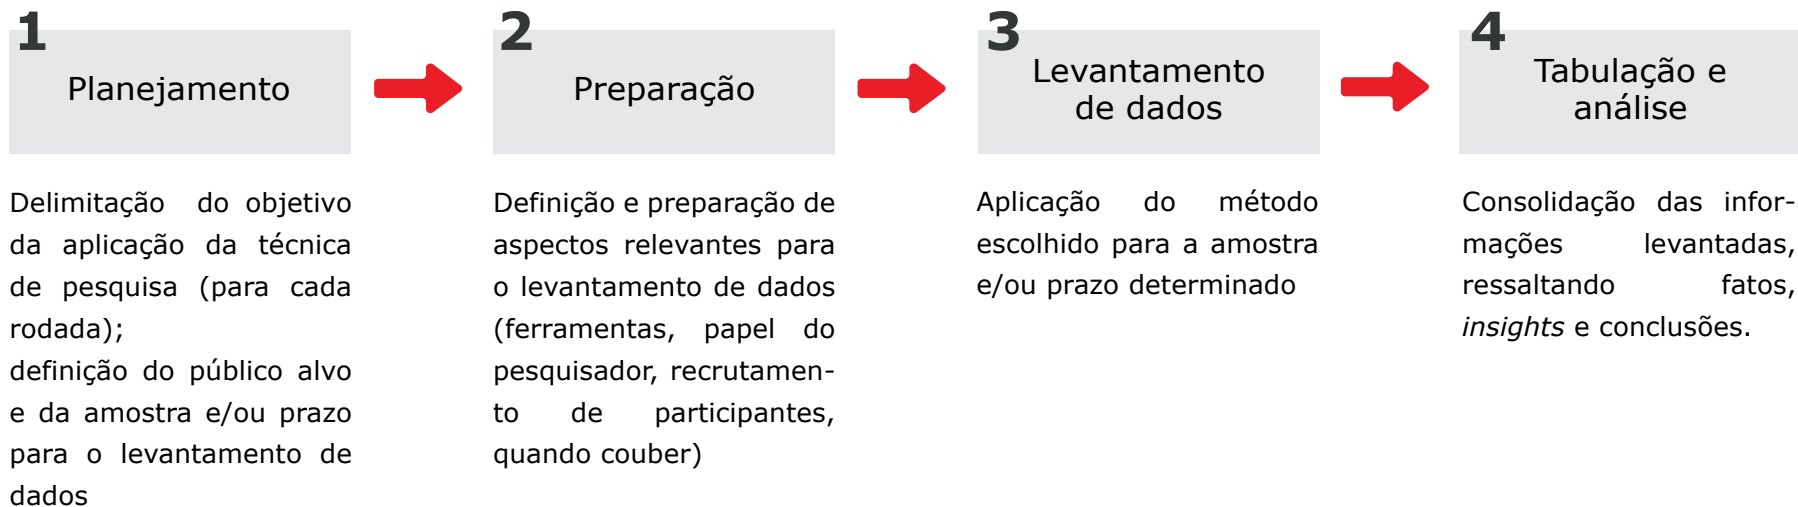 1
Planejamento
Delimitação do objetivo
da aplicação da técnica
de pesquisa (para cada
rodada);
definição do público alvo
e da amostra e/ou prazo
para o levantamento de
dados
2
Preparação
Definição e preparação de
aspectos relevantes para
o levantamento de dados
(ferramentas, papel do
pesquisador, recrutamen-
to de participantes,
quando couber)
3
Levantamento
de dados
Aplicação do método
escolhido para a amostra
e/ou prazo determinado
4
Tabulação e
análise
Consolidação das infor-
mações levantadas,
ressaltando fatos,
insights e conclusões.